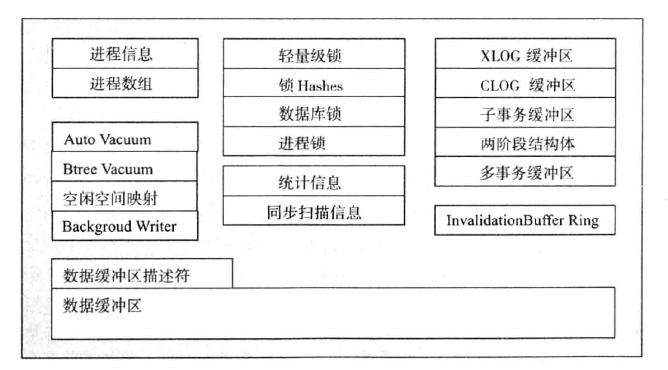 进程信息
进程数组
Auto Vacuum
Btree Vacuum
空闲空间映射
Backgroud Writer
轻量级锁
锁 Hashes
数据库锁
进程锁
统计信息
同步扫描信息
XLOG 缓冲区
CLOG 缓冲区
子事务缓冲区
两阶段结构体
多事务缓冲区
InvalidationBuffer Ring
数据缓冲区描述符
数据缓冲区